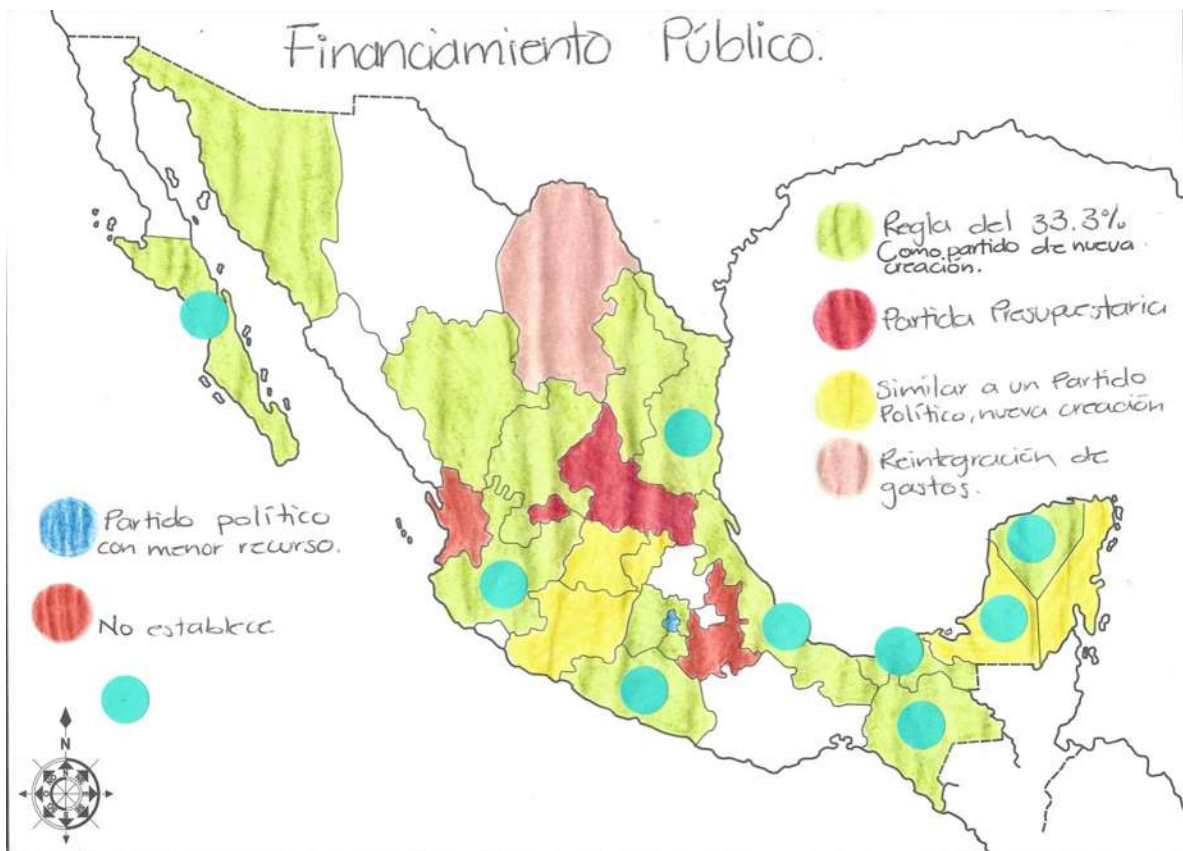 Financiamiento Público.
Regla del 33.3%
Como partido de nueva
creación.
Partida Presupuestaria
Similar a un Partido
Político, nueva creación
Reintegración de
gastos.
Partido político
con menor recurso.
No establece
N